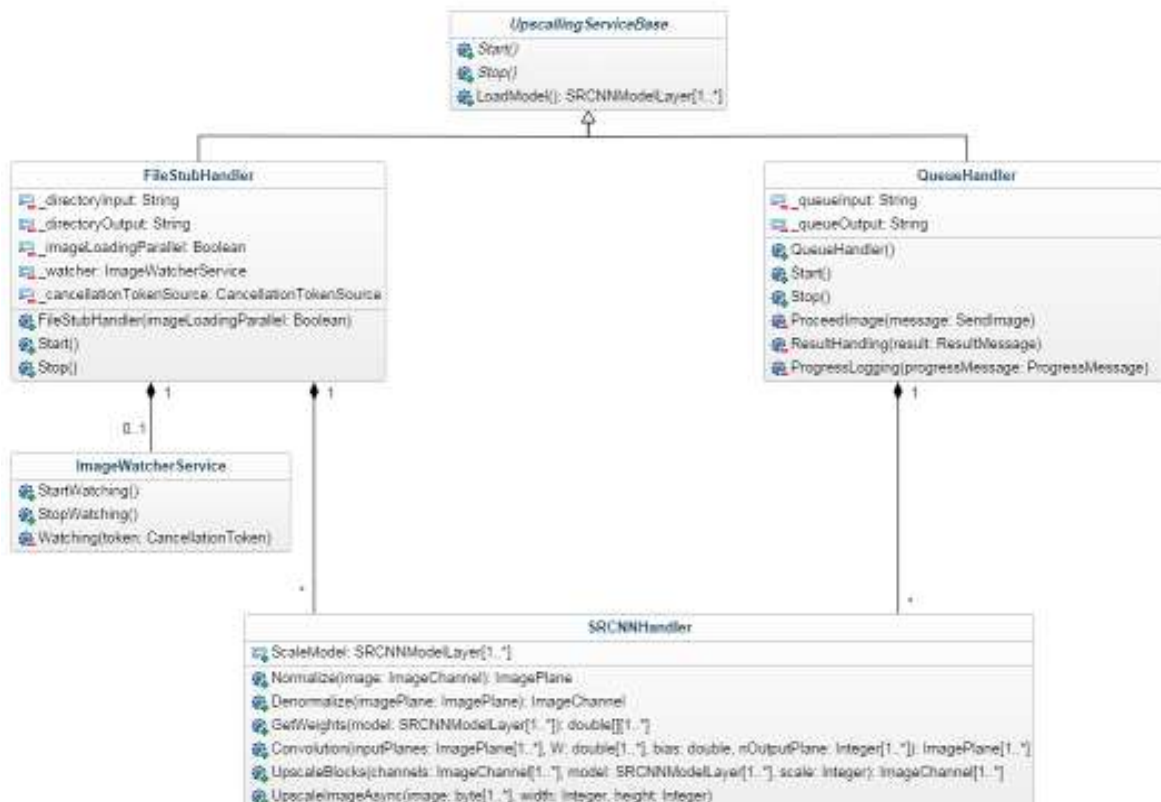 UpscallingServiceBase
Start()
Stop()
LoadModel(): SRCNNModelLayer[1..*]
FileStubHandler
_directoryInput: String
_directoryOutput: String
_imageLoadingParallel: Boolean
_watcher: ImageWatcherService
_cancellationTokenSource: CancellationTokenSource
FileStubHandler(imageLoadingParallel: Boolean)
Start()
Stop()
QueueHandler
_queueInput: String
_queueOutput: String
QueueHandler()
Start()
Stop()
ProceedImage(message: SendImage)
ResultHandling(result: ResultMessage)
ProgressLogging(progressMessage: ProgressMessage)
1
1
1
0..1
ImageWatcherService
StartWatching()
StopWatching()
Watching(token: CancellationToken)
*
*
SRCNNHandler
ScaleModel: SRCNNModelLayer[1..*]
Normalize(image: ImageChannel): ImagePlane
Denormalize(imagePlane: ImagePlane): ImageChannel
GetWeights(model: SRCNNModelLayer[1..*]): double[][1..*]
Convolution(inputPlanes: ImagePlane[1..*], W: double[1..*], bias: double, nOutputPlane: Integer[1..*]): ImagePlane[1..*]
UpscaleBlocks(channels: ImageChannel[1..*], model: SRCNNModelLayer[1..*], scale: Integer): ImageChannel[1..*]
UpscaleImageAsync(image: byte[1..*], width: Integer, height: Integer)